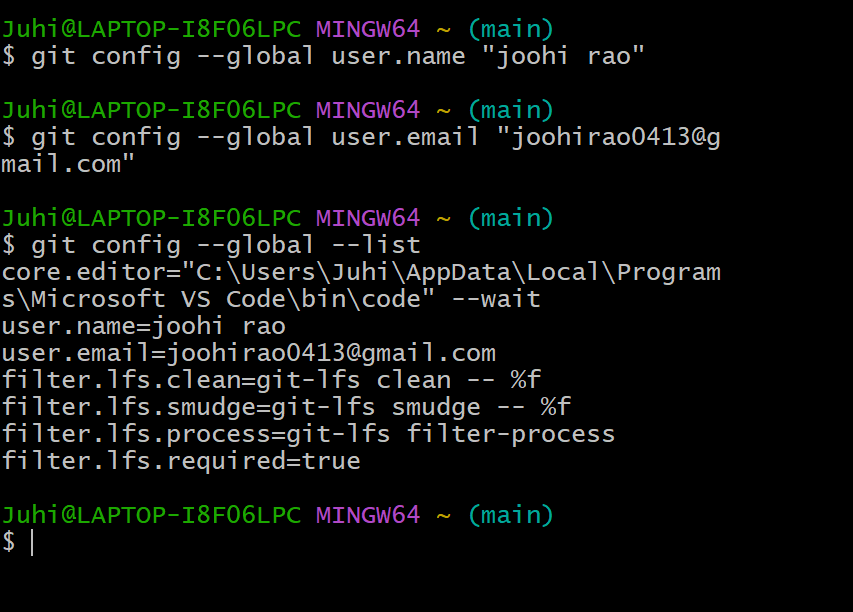 Juhi@LAPTOP-I8F06LPC MINGW64 ~ (main)
$ git config --global user.name "joohi rao"
Juhi@LAPTOP-I8F06LPC MINGW64 ~ (main)
$ git config --global user.email "joohirao0413@g
mail.com"
Juhi@LAPTOP-I8F06LPC MINGW64 ~ (main)
$ git config --global --list
core.editor="C:\Users\Juhi\AppData\Local\Program
s\Microsoft VS Code\bin\code" --wait
user.name=joohi rao
user.email=joohirao0413@gmail.com
filter.lfs.clean=git-lfs clean -- %f
filter.lfs.smudge=git-lfs smudge -- %f
filter.lfs.process=git-lfs filter-process
filter.lfs.required=true
Juhi@LAPTOP-I8F06LPC MINGW64 ~ (main)
$